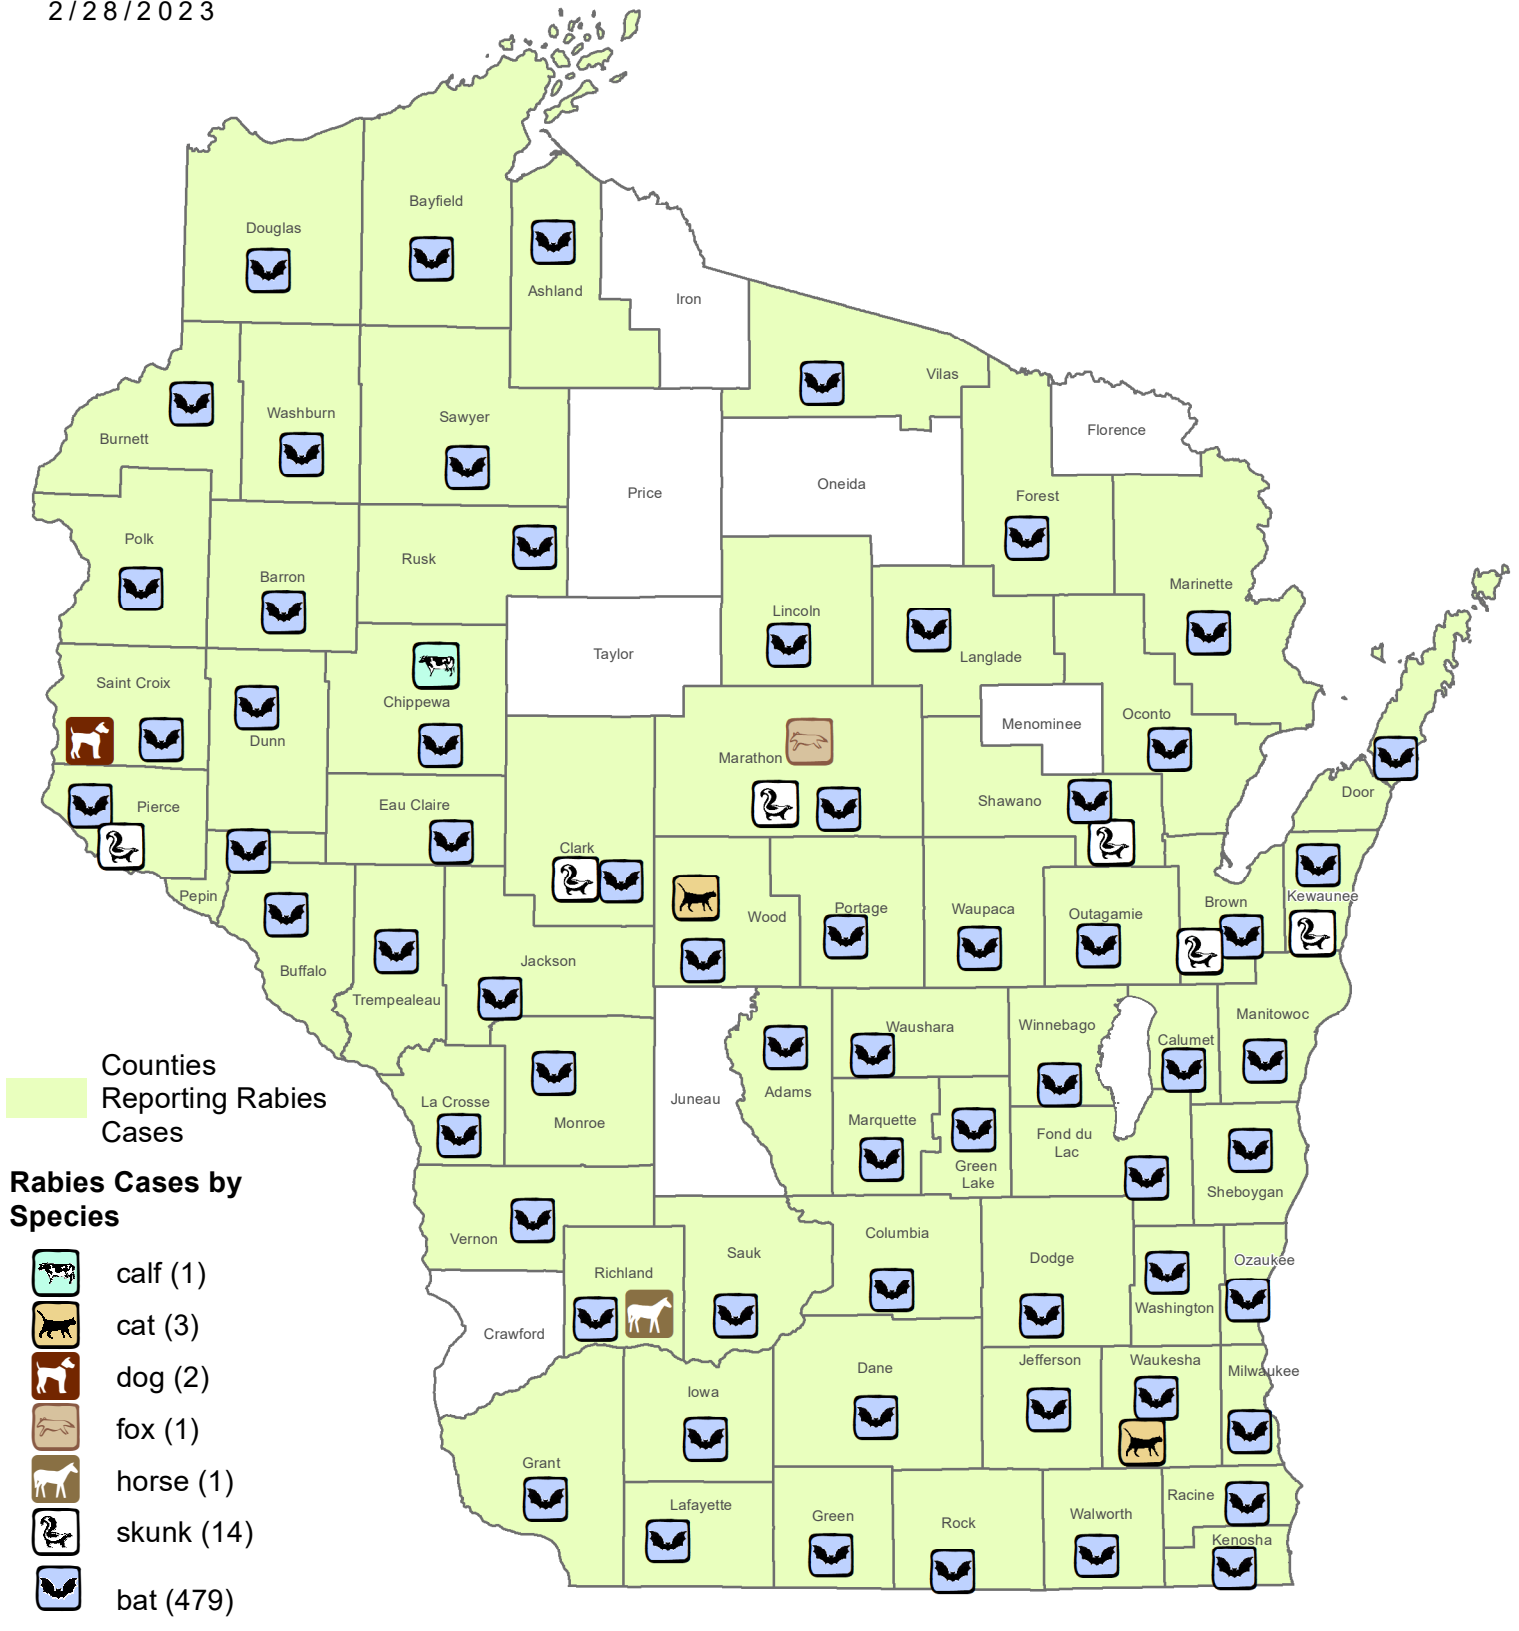 2/28/2023
Bayfield
Douglas
Ashland
Iron
Vilas
Washburn
Sawyer
Burnett
Florence
Price
Oneida
Forest
Polk
Rusk
Barron
Marinette
Lincoln
Taylor
Langlade
Saint Croix
Chippewa
Menominee
Oconto
Dunn
Marathon
Door
Pierce
Eau Claire
Shawano
Clark
Pepin
Kewaunee
Wood
Portage
Waupaca
Outagamie
Brown
Buffalo
Jackson
Trempealeau
Manitowoc
Waushara
Winnebago
Calumet
Counties
Reporting Rabies
Cases
La Crosse
Monroe
Juneau
Adams
Marquette
Green
Lake
Fond du
Lac
Sheboygan
Rabies Cases by
Species
Vernon
Columbia
Sauk
Dodge
Ozaukee
Richland
Washington
Crawford
calf (1)
cat (3)
dog (2)
fox (1)
horse (1)
skunk (14)
bat (479)
Dane
Jefferson
Waukesha
Milwaukee
Iowa
Grant
Lafayette
Green
Rock
Walworth
Racine
Kenosha